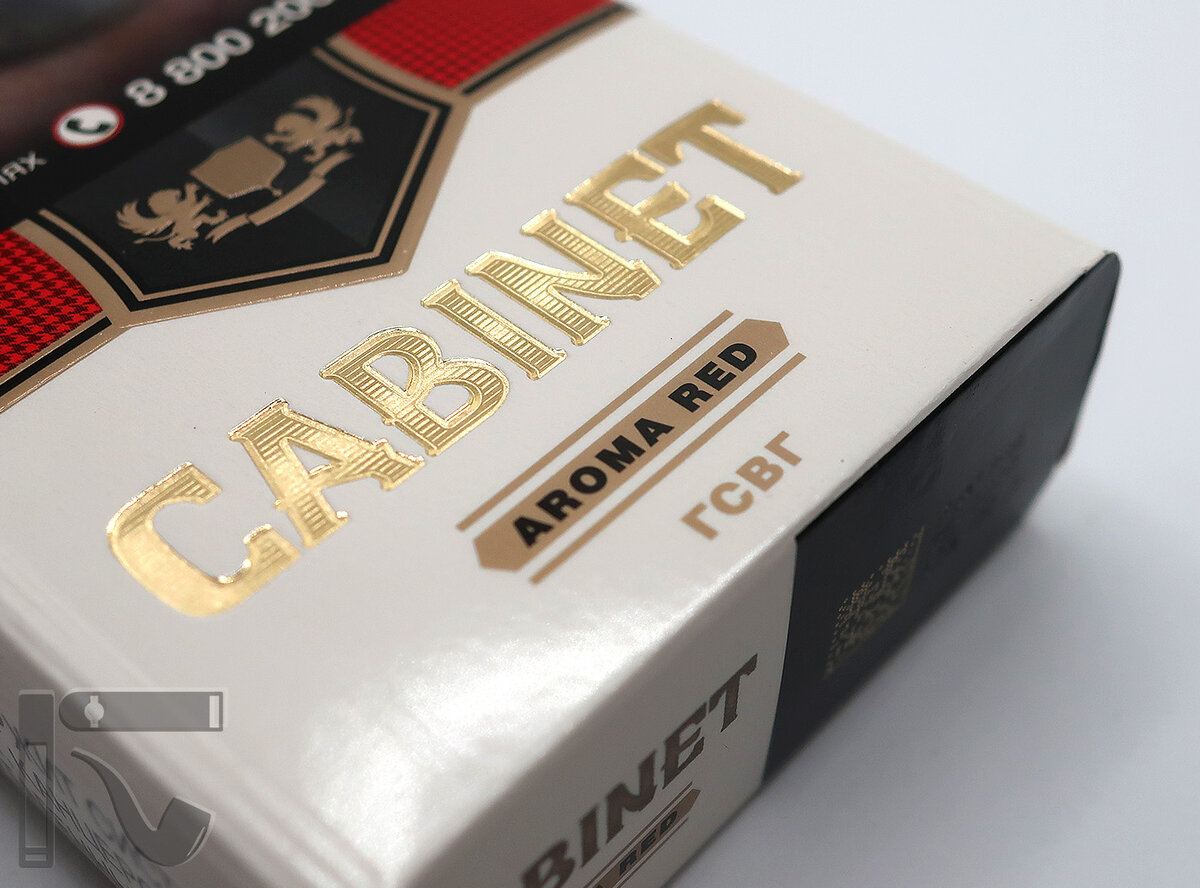 8 800 200
CABINET
AROMA RED
ГСВГ
BINET
RED